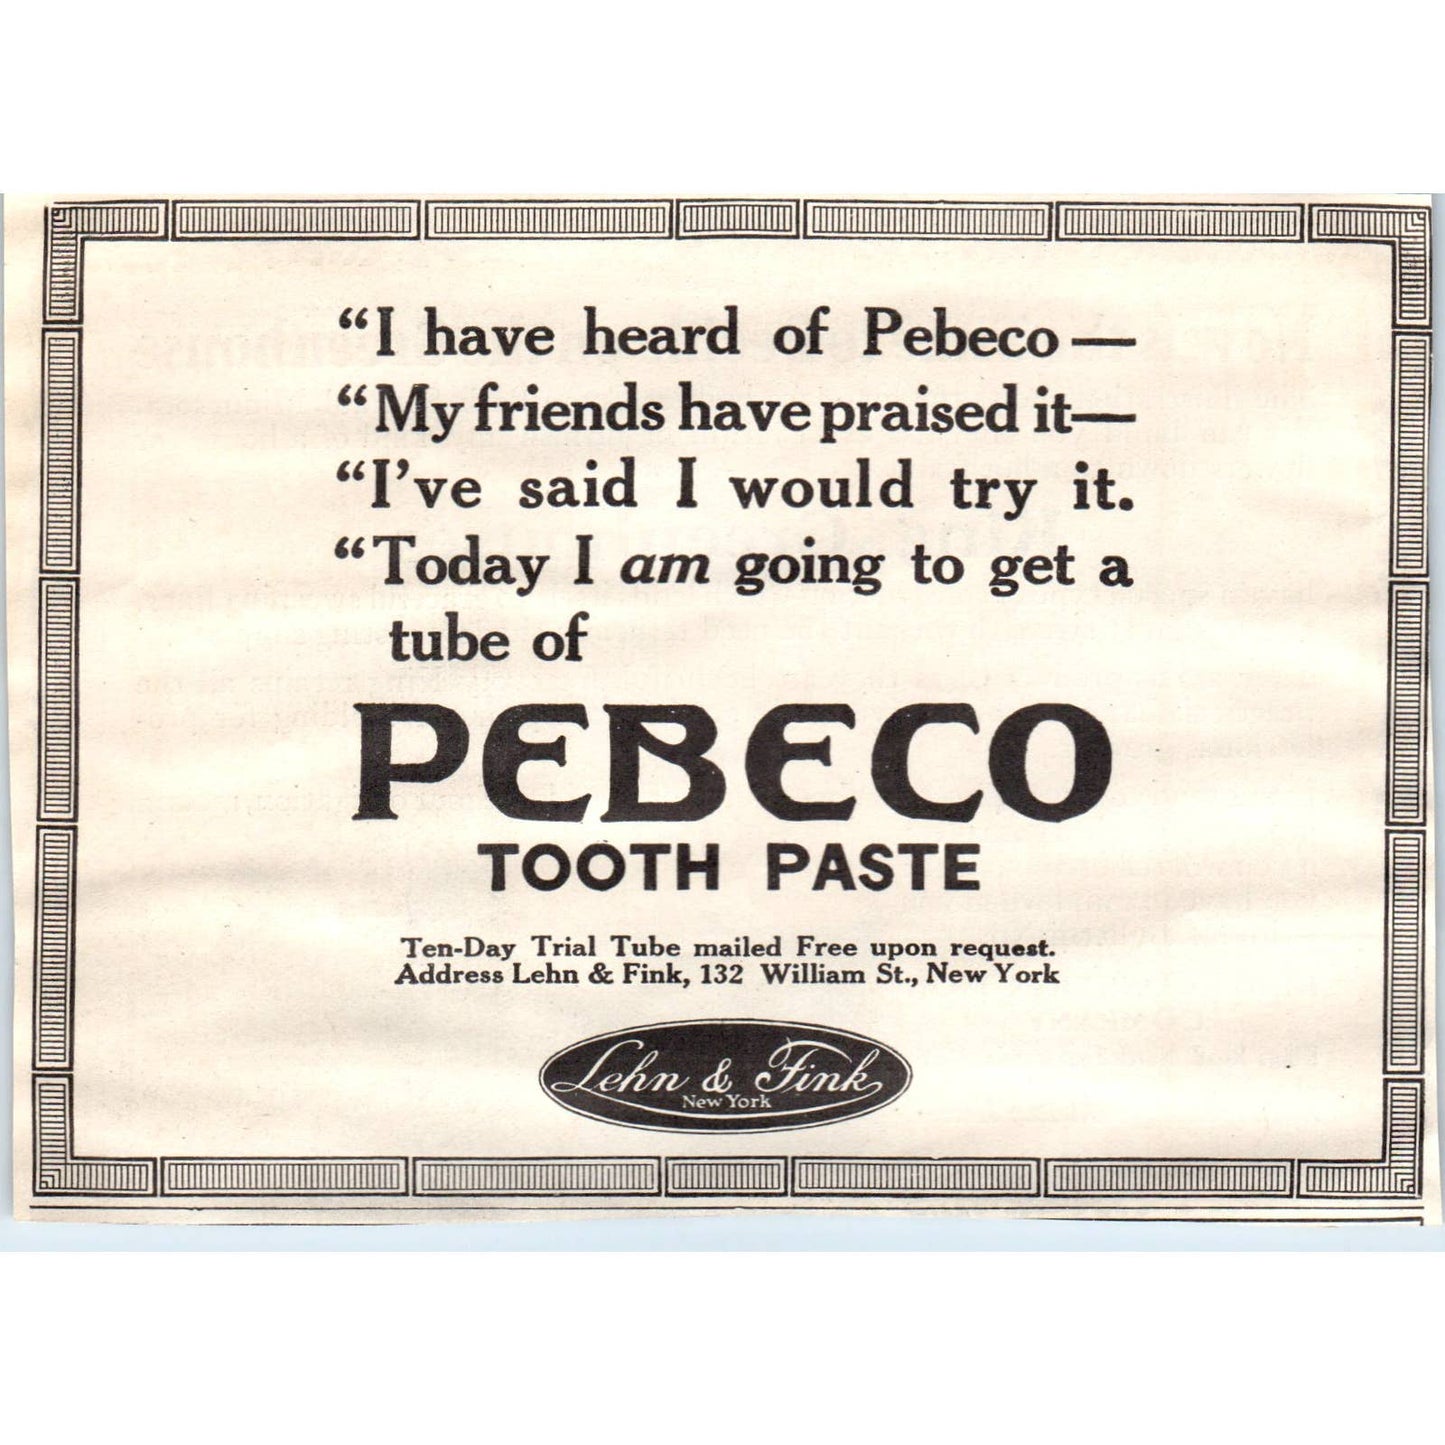 “I have heard of Pebeco—
“My friends have praised it—
“I’ve said I would try it.
“Today I am going to get a
tube of
PEBECO
TOOTH PASTE
Ten-Day Trial Tube mailed Free upon request.
Address Lehn & Fink, 132 William St., New York
Lehn & Fink
New York